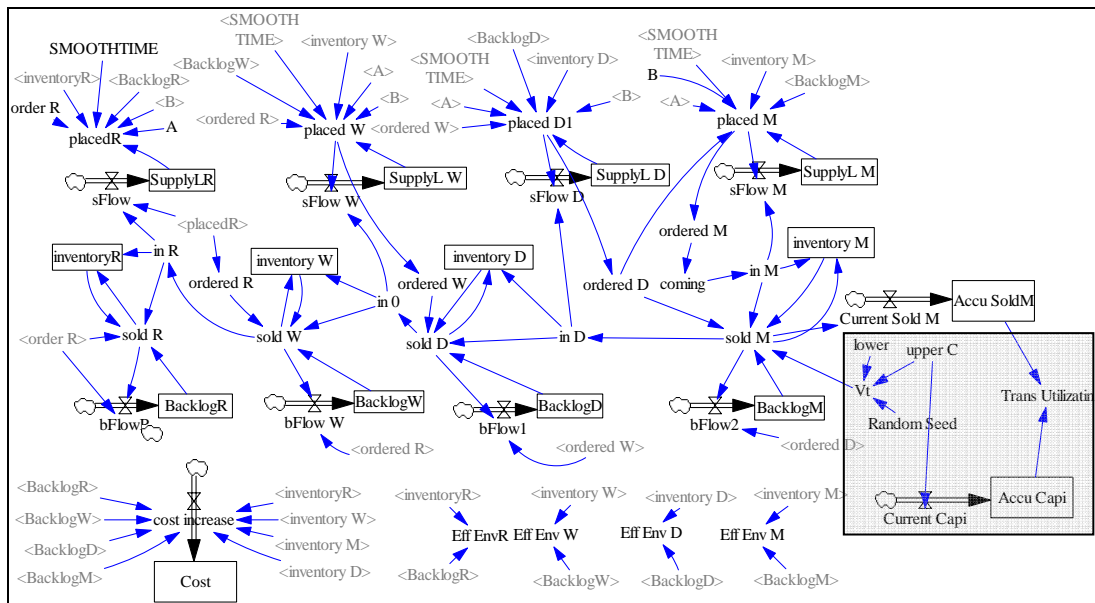 <SMOOTH
TIME>
<inventory W>
<BacklogD>
<SMOOTH
TIME>
SMOOTHTIME
<BacklogW>
<SMOOTH
TIME>
<inventory D>
B
<inventory M>
<inventoryR>
<BacklogR>
<A>
<BacklogM>
order R
<B>
<B>
<A>
<B>
<A>
A
<ordered R>
placed W
<ordered W>
placed D1
placed M
placedR
SupplyLR
SupplyL W
SupplyL D
SupplyL M
sFlow
sFlow W
sFlow D
sFlow M
<placedR>
ordered M
inventoryR
in R
inventory W
inventory D
inventory M
ordered R
ordered W
ordered D
coming
in M
in 0
Accu SoldM
Current Sold M
<order R>
sold R
sold W
sold D
in D
sold M
lower
upper C
Vt
Trans Utilizatin
BacklogR
BacklogW
BacklogD
BacklogM
Random Seed
bFlowR
bFlow W
bFlow1
bFlow2
<ordered R>
<ordered W>
<ordered D>
<BacklogR>
<inventoryR>
<inventoryR>
<inventory W>
<inventory D>
<inventory M>
<BacklogW>
cost increase
<inventory W>
Accu Capi
Current Capi
Eff EnvR
Eff Env W
Eff Env D
Eff Env M
<BacklogD>
<inventory M>
<BacklogM>
<inventory D>
<BacklogR>
<BacklogW>
<BacklogD>
<BacklogM>
Cost